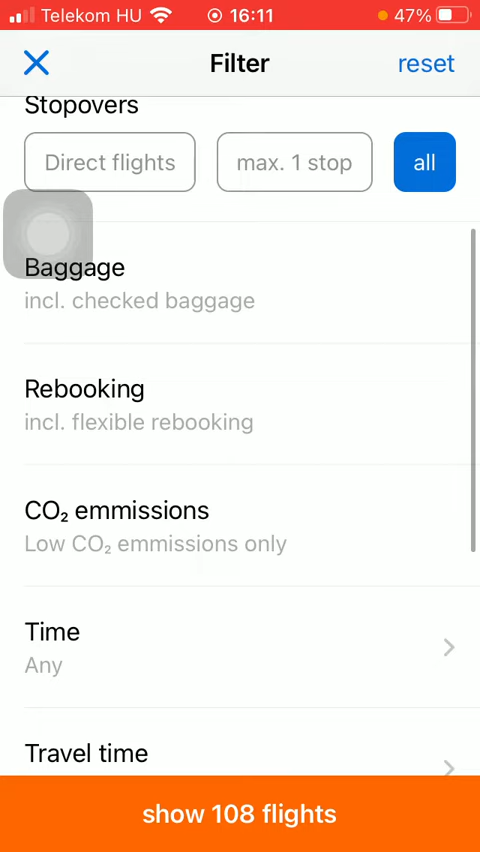 Telekom HU 16:11 47%
Filter reset
Stopovers
Direct flights max. 1 stop all
Baggage
incl. checked baggage
Rebooking
incl. flexible rebooking
CO₂ emmissions
Low CO₂ emmissions only
Time
Any
Travel time
show 108 flights